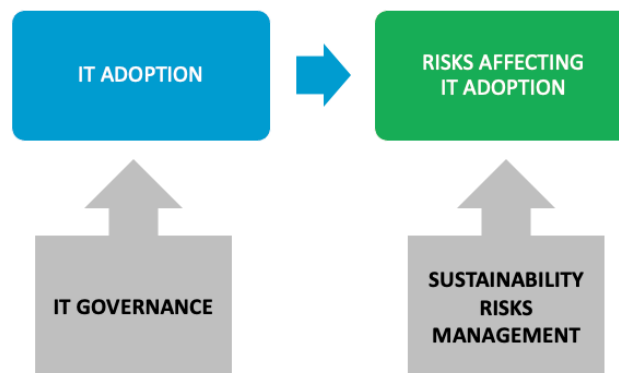 IT ADOPTION
RISKS AFFECTING
IT ADOPTION
IT GOVERNANCE
SUSTAINABILITY
RISKS
MANAGEMENT